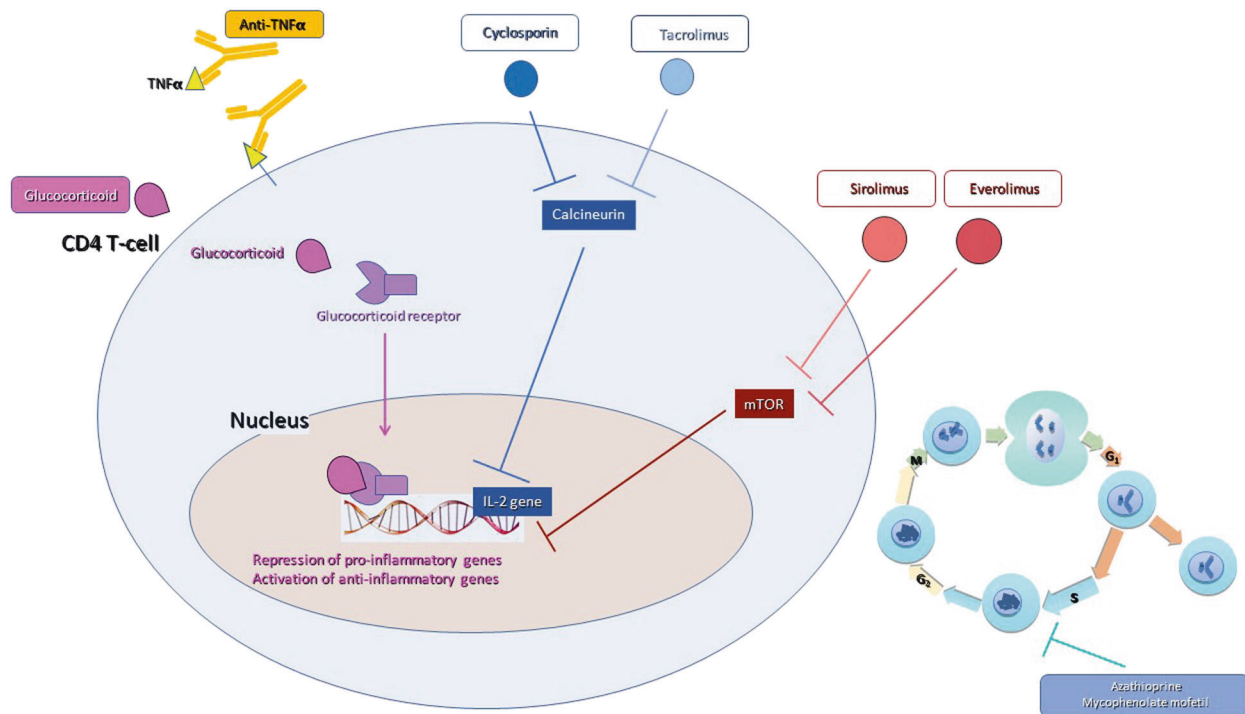 Anti-TNFα
TNFα
Cyclosporin
Tacrolimus
Glucocorticoid
CD4 T-cell
Glucocorticoid
Glucocorticoid receptor
Calcineurin
Sirolimus
Everolimus
mTOR
Nucleus
IL-2 gene
Repression of pro-inflammatory genes
Activation of anti-inflammatory genes
M
G₁
G₂
S
Azathioprine
Mycophenolate mofetil